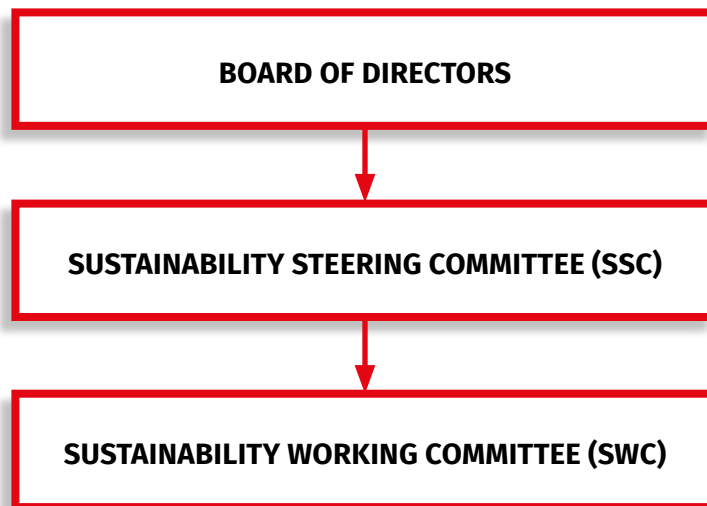 BOARD OF DIRECTORS
SUSTAINABILITY STEERING COMMITTEE (SSC)
SUSTAINABILITY WORKING COMMITTEE (SWC)